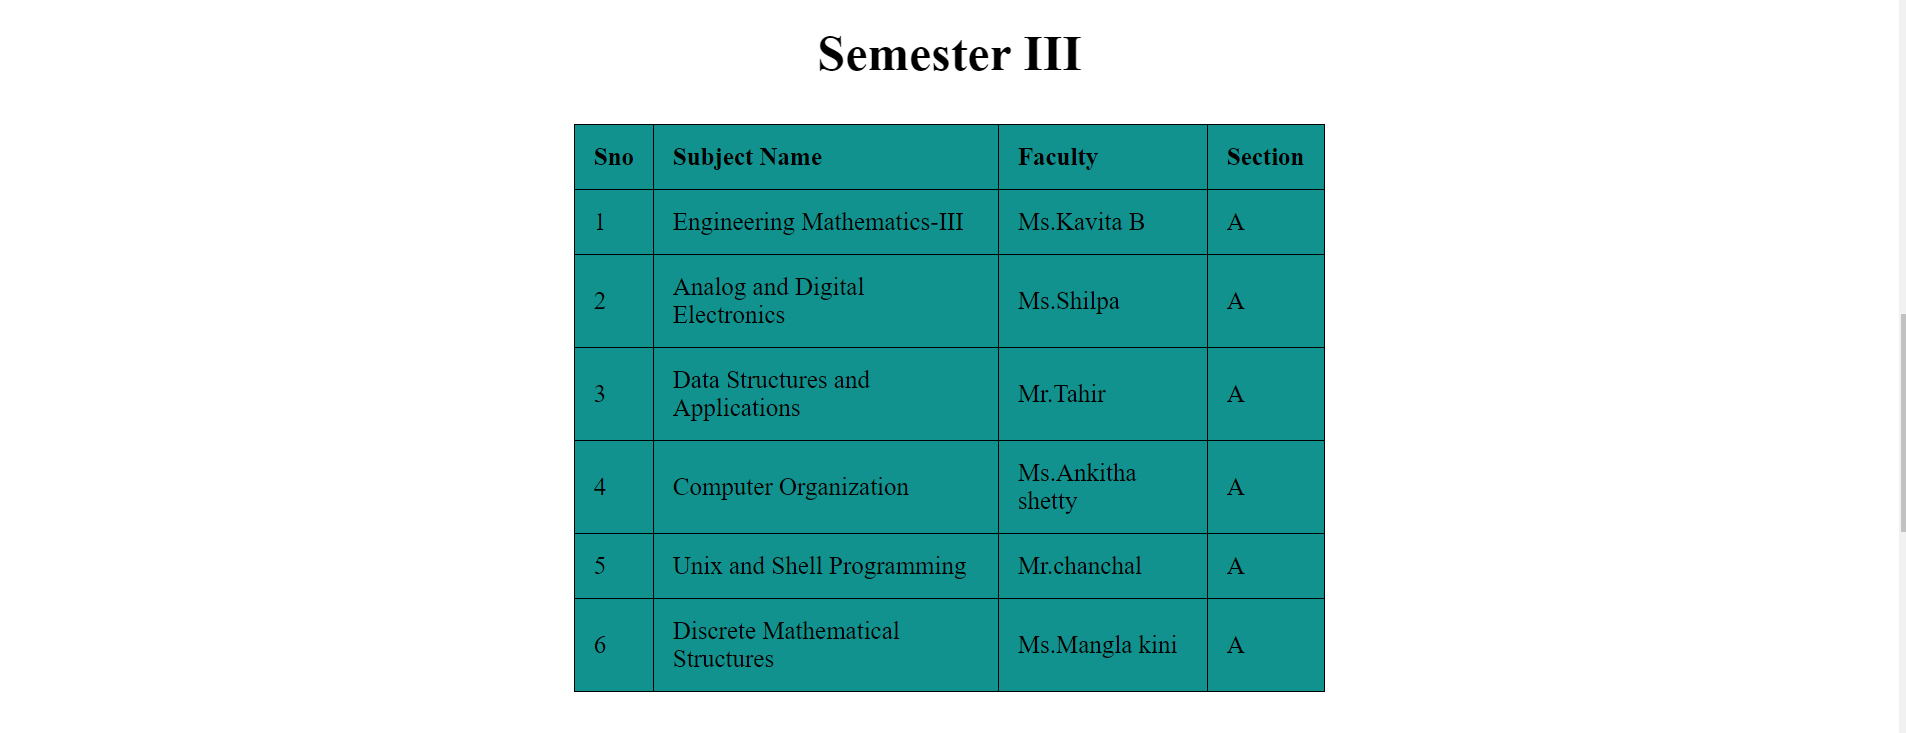 Semester III
Sno Subject Name Faculty Section
1 Engineering Mathematics-III Ms.Kavita B A
2 Analog and Digital Electronics Ms.Shilpa A
3 Data Structures and Applications Mr.Tahir A
4 Computer Organization Ms.Ankitha shetty A
5 Unix and Shell Programming Mr.chanchal A
6 Discrete Mathematical Structures Ms.Mangla kini A